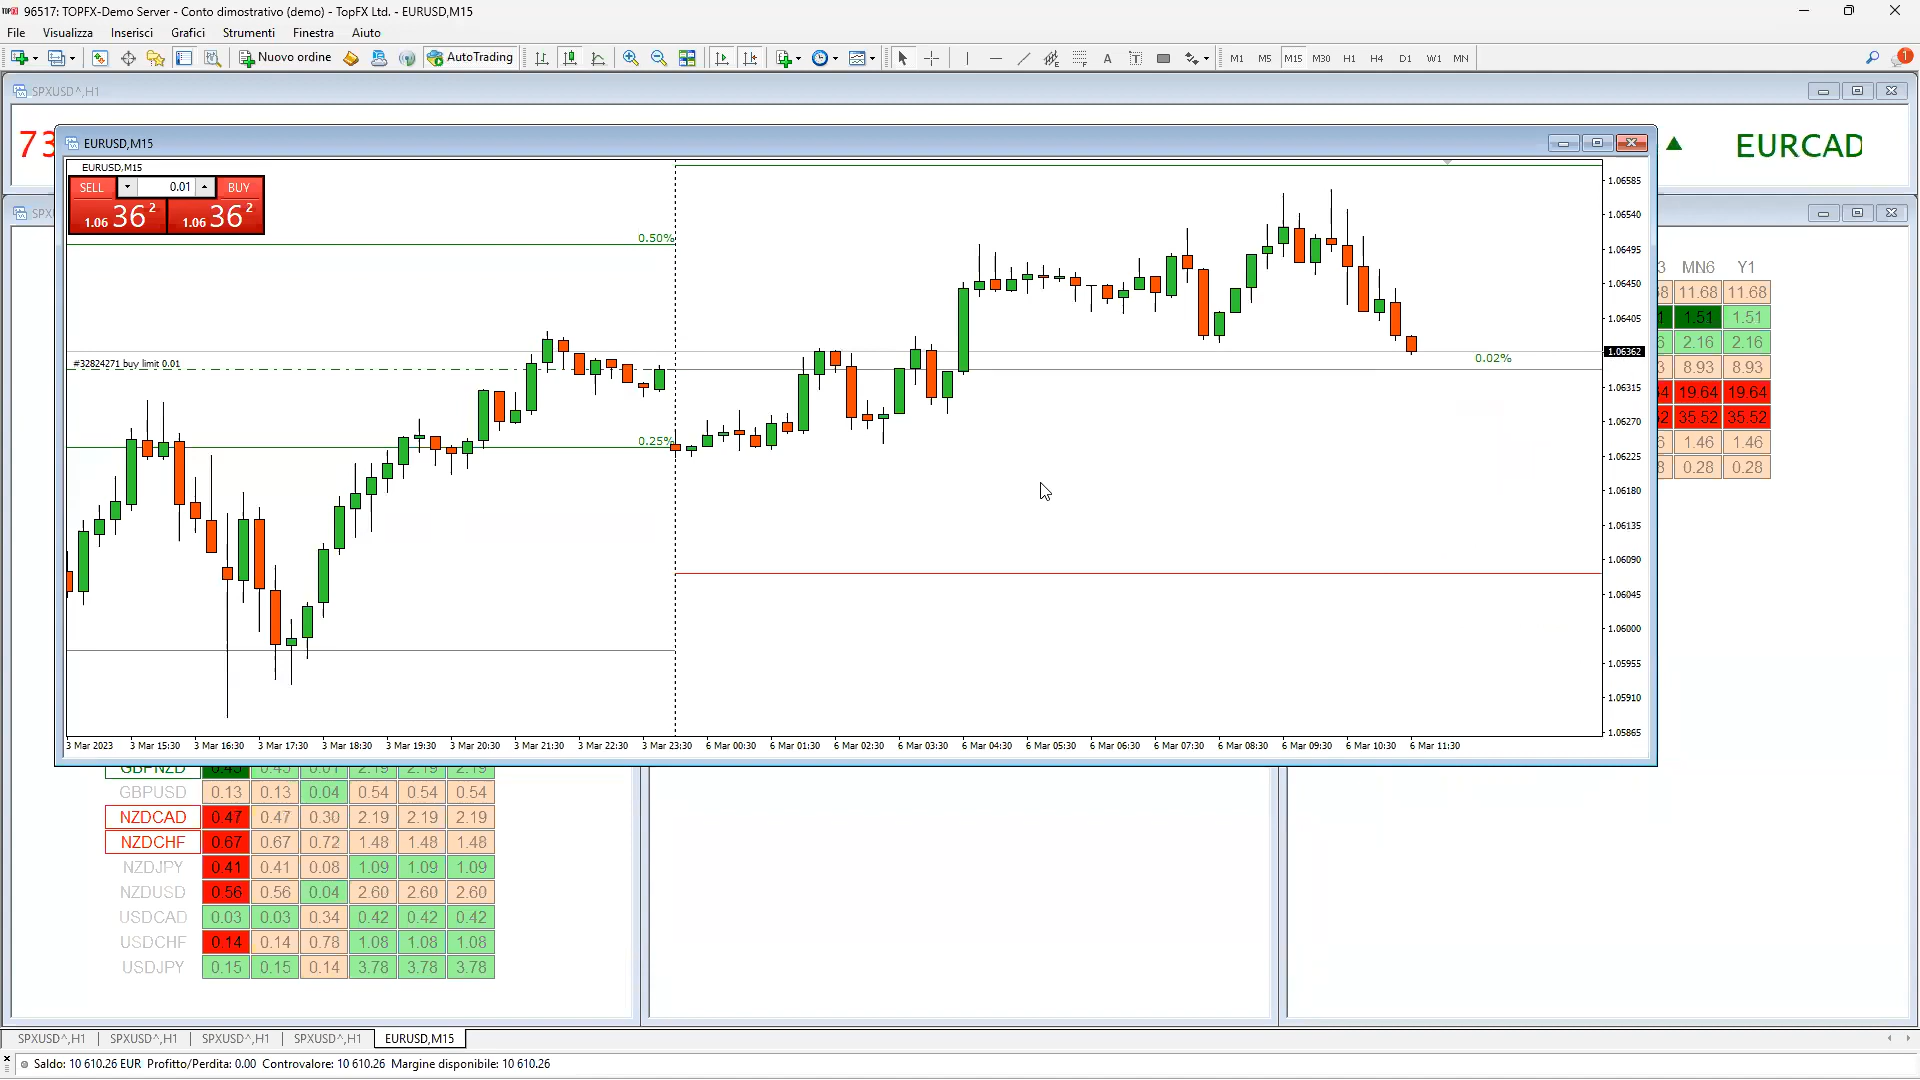 96517: TOPFX-Demo Server - Conto dimostrativo (demo) - TopFX Ltd. - EURUSD,M15
File Visualizza Inserisci Grafici Strumenti Finestra Aiuto
Nuovo ordine AutoTrading A T M1 M5 M15 M30 H1 H4 D1 W1 MN 1
SPXUSD^,H1
73 EURCAD
EURUSD,M15
EURUSD,M15
SELL 0.01 BUY
1.06 36 2 1.06 36 2
1.06585
1.06540
1.06495
1.06450
1.06405
1.06362
1.06315
1.06270
1.06225
1.06180
1.06135
1.06090
1.06045
1.06000
1.05955
1.05910
1.05865
0.50%
#32824271 buy limit 0.01
0.25%
0.02%
3 Mar 2023 3 Mar 15:30 3 Mar 16:30 3 Mar 17:30 3 Mar 18:30 3 Mar 19:30 3 Mar 20:30 3 Mar 21:30 3 Mar 22:30 3 Mar 23:30 6 Mar 00:30 6 Mar 01:30 6 Mar 02:30 6 Mar 03:30 6 Mar 04:30 6 Mar 05:30 6 Mar 06:30 6 Mar 07:30 6 Mar 08:30 6 Mar 09:30 6 Mar 10:30 6 Mar 11:30
3 MN6 Y1
11.68 11.68
1.51 1.51
2.16 2.16
8.93 8.93
19.64 19.64
35.52 35.52
1.46 1.46
0.28 0.28
GBPNZD 0.45 0.45 0.01 2.19 2.19 2.19
GBPUSD 0.13 0.13 0.04 0.54 0.54 0.54
NZDCAD 0.47 0.47 0.30 2.19 2.19 2.19
NZDCHF 0.67 0.67 0.72 1.48 1.48 1.48
NZDJPY 0.41 0.41 0.08 1.09 1.09 1.09
NZDUSD 0.56 0.56 0.04 2.60 2.60 2.60
USDCAD 0.03 0.03 0.34 0.42 0.42 0.42
USDCHF 0.14 0.14 0.78 1.08 1.08 1.08
USDJPY 0.15 0.15 0.14 3.78 3.78 3.78
SPXUSD^,H1 SPXUSD^,H1 SPXUSD^,H1 SPXUSD^,H1 EURUSD,M15
Saldo: 10 610.26 EUR Profitto/Perdita: 0.00 Controvalore: 10 610.26 Margine disponibile: 10 610.26